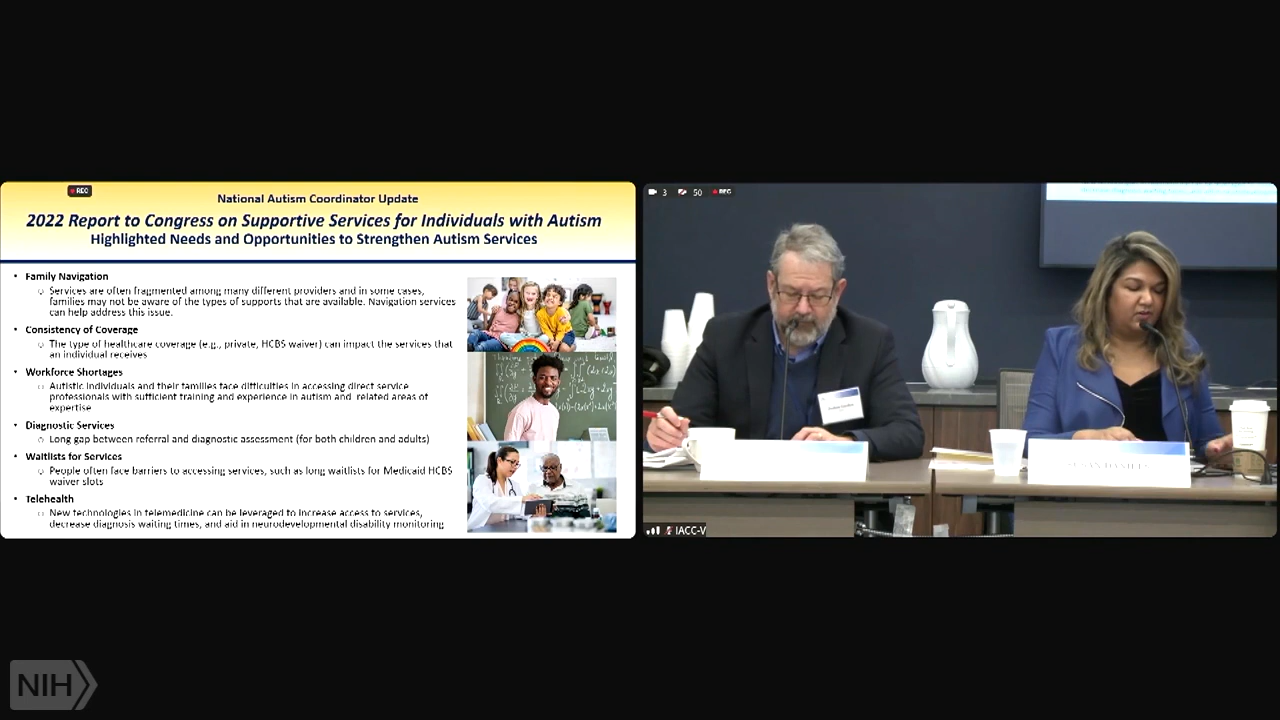 REC
National Autism Coordinator Update
2022 Report to Congress on Supportive Services for Individuals with Autism
Highlighted Needs and Opportunities to Strengthen Autism Services
• Family Navigation
○ Services are often fragmented among many different providers and in some cases,
families may not be aware of the types of supports that are available. Navigation services
can help address this issue.
• Consistency of Coverage
○ The type of healthcare coverage (e.g., private, HCBS waiver) can impact the services that
an individual receives
• Workforce Shortages
○ Autistic individuals and their families face difficulties in accessing direct service
professionals with sufficient training and experience in autism and related areas of
expertise
• Diagnostic Services
○ Long gap between referral and diagnostic assessment (for both children and adults)
• Waitlists for Services
○ People often face barriers to accessing services, such as long waitlists for Medicaid HCBS
waiver slots
• Telehealth
○ New technologies in telemedicine can be leveraged to increase access to services,
decrease diagnosis waiting times, and aid in neurodevelopmental disability monitoring
3 50 REC
SUSAN DANIELS
IACC-V
NIH